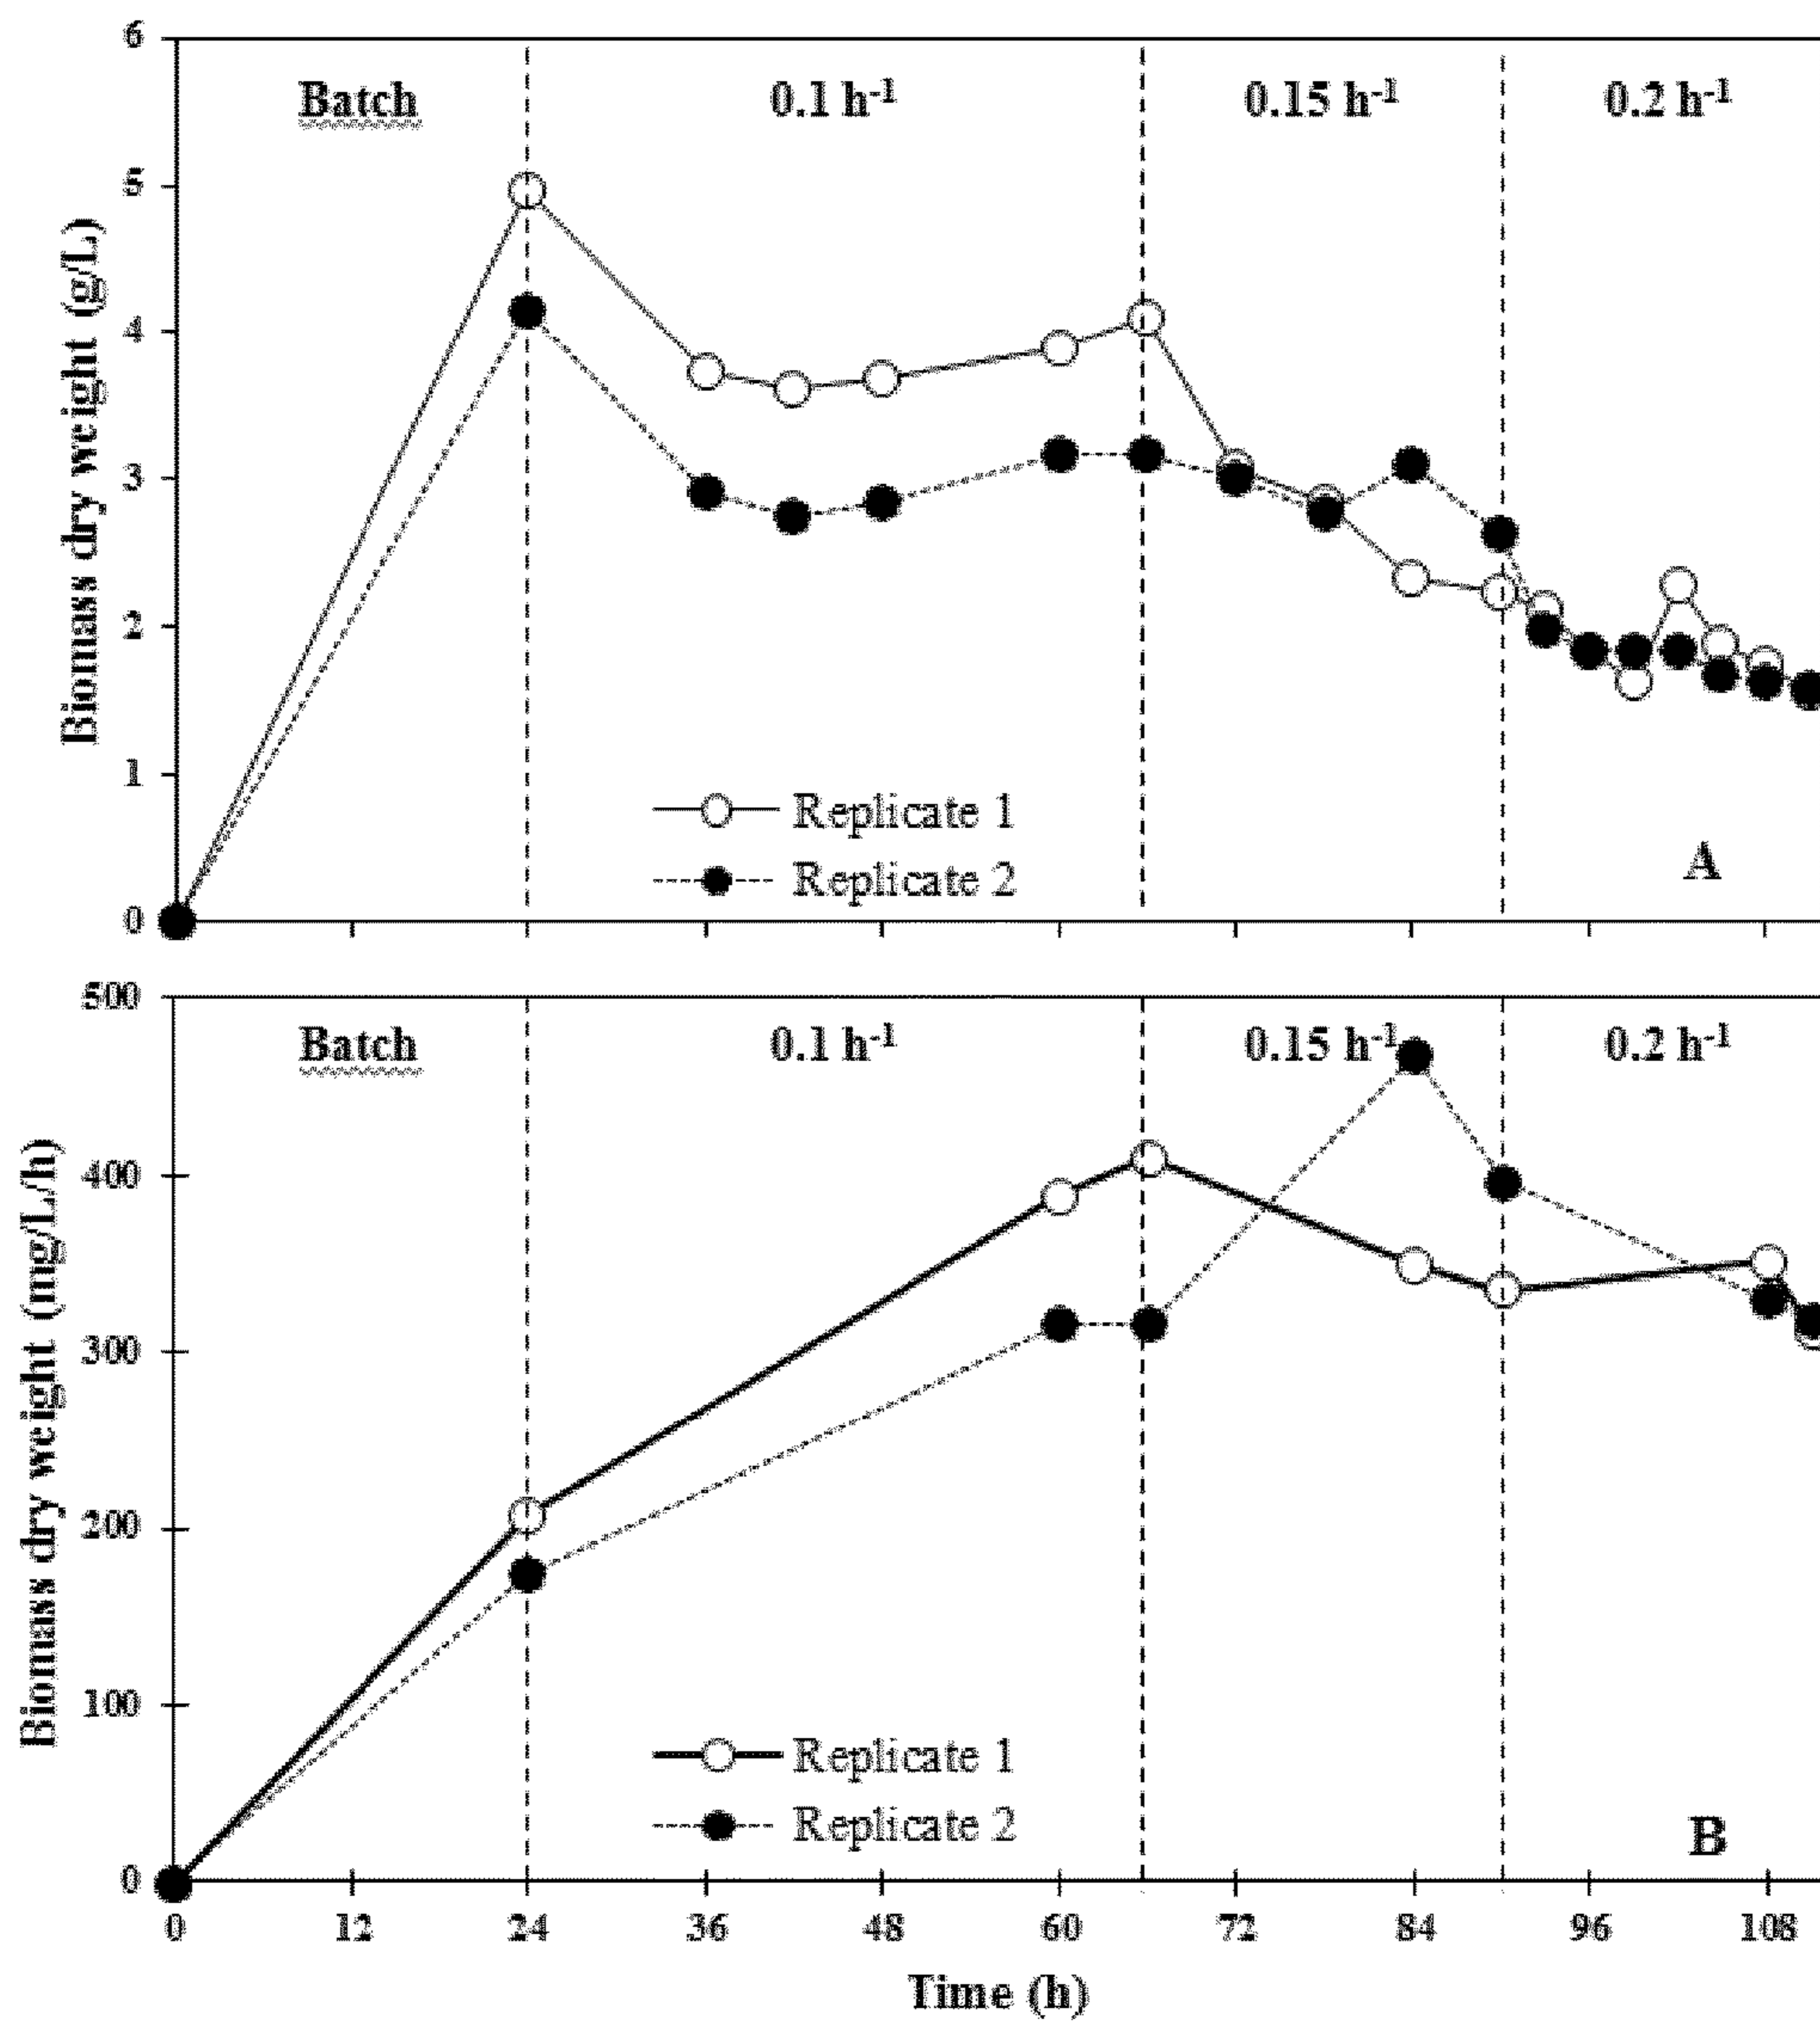 6
Batch 0.1 h-1 0.15 h-1 0.2 h-1
5
4
3
2
1
0
Biomass dry weight (g/L)
Replicate 1
Replicate 2
A
500
Batch 0.1 h-1 0.15 h-1 0.2 h-1
400
300
200
100
0
Biomass dry weight (mg/L/h)
Replicate 1
Replicate 2
B
0 12 24 36 48 60 72 84 96 108
Time (h)